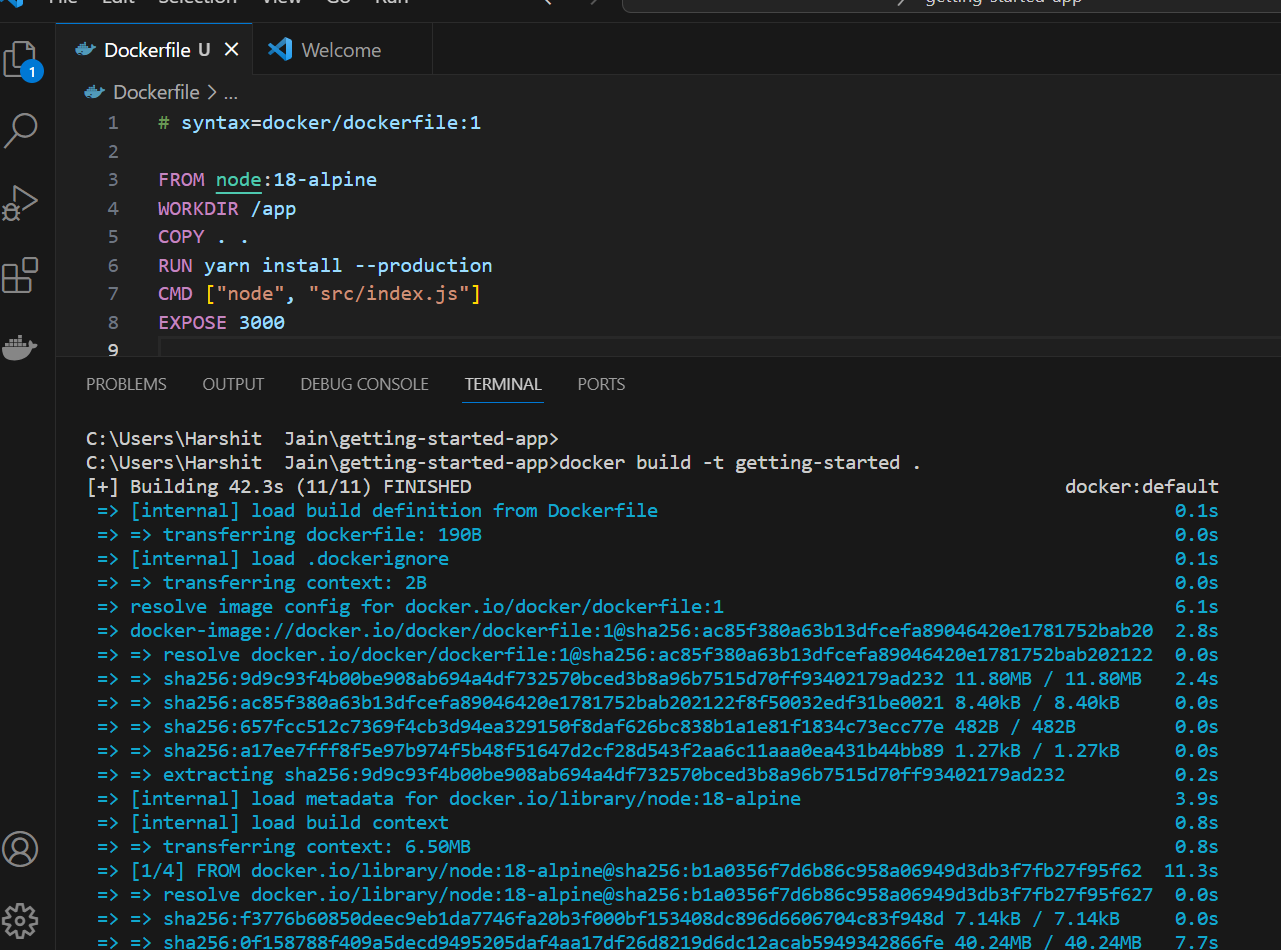 File Edit Selection View Go Run getting-started-app
Dockerfile U Welcome
1
Dockerfile > ...
1 # syntax=docker/dockerfile:1
2
3 FROM node:18-alpine
4 WORKDIR /app
5 COPY . .
6 RUN yarn install --production
7 CMD ["node", "src/index.js"]
8 EXPOSE 3000
9
PROBLEMS OUTPUT DEBUG CONSOLE TERMINAL PORTS
C:\Users\Harshit  Jain\getting-started-app>
C:\Users\Harshit  Jain\getting-started-app>docker build -t getting-started .
[+] Building 42.3s (11/11) FINISHED docker:default
=> [internal] load build definition from Dockerfile 0.1s
=> => transferring dockerfile: 190B 0.0s
=> [internal] load .dockerignore 0.1s
=> => transferring context: 2B 0.0s
=> resolve image config for docker.io/docker/dockerfile:1 6.1s
=> docker-image://docker.io/docker/dockerfile:1@sha256:ac85f380a63b13dfcefa89046420e1781752bab20 2.8s
=> => resolve docker.io/docker/dockerfile:1@sha256:ac85f380a63b13dfcefa89046420e1781752bab202122 0.0s
=> => sha256:9d9c93f4b00be908ab694a4df732570bced3b8a96b7515d70ff93402179ad232 11.80MB / 11.80MB 2.4s
=> => sha256:ac85f380a63b13dfcefa89046420e1781752bab202122f8f50032edf31be0021 8.40kB / 8.40kB 0.0s
=> => sha256:657fcc512c7369f4cb3d94ea329150f8daf626bc838b1a1e81f1834c73ecc77e 482B / 482B 0.0s
=> => sha256:a17ee7fff8f5e97b974f5b48f51647d2cf28d543f2aa6c11aaa0ea431b44bb89 1.27kB / 1.27kB 0.0s
=> => extracting sha256:9d9c93f4b00be908ab694a4df732570bced3b8a96b7515d70ff93402179ad232 0.2s
=> [internal] load metadata for docker.io/library/node:18-alpine 3.9s
=> [internal] load build context 0.8s
=> => transferring context: 6.50MB 0.8s
=> [1/4] FROM docker.io/library/node:18-alpine@sha256:b1a0356f7d6b86c958a06949d3db3f7fb27f95f62 11.3s
=> => resolve docker.io/library/node:18-alpine@sha256:b1a0356f7d6b86c958a06949d3db3f7fb27f95f627 0.0s
=> => sha256:f3776b60850deec9eb1da7746fa20b3f000bf153408dc896d6606704c83f948d 7.14kB / 7.14kB 0.0s
=> => sha256:0f158788f409a5decd9495205daf4aa17df26d8219d6dc12acab5949342866fe 40.24MB / 40.24MB 7.7s